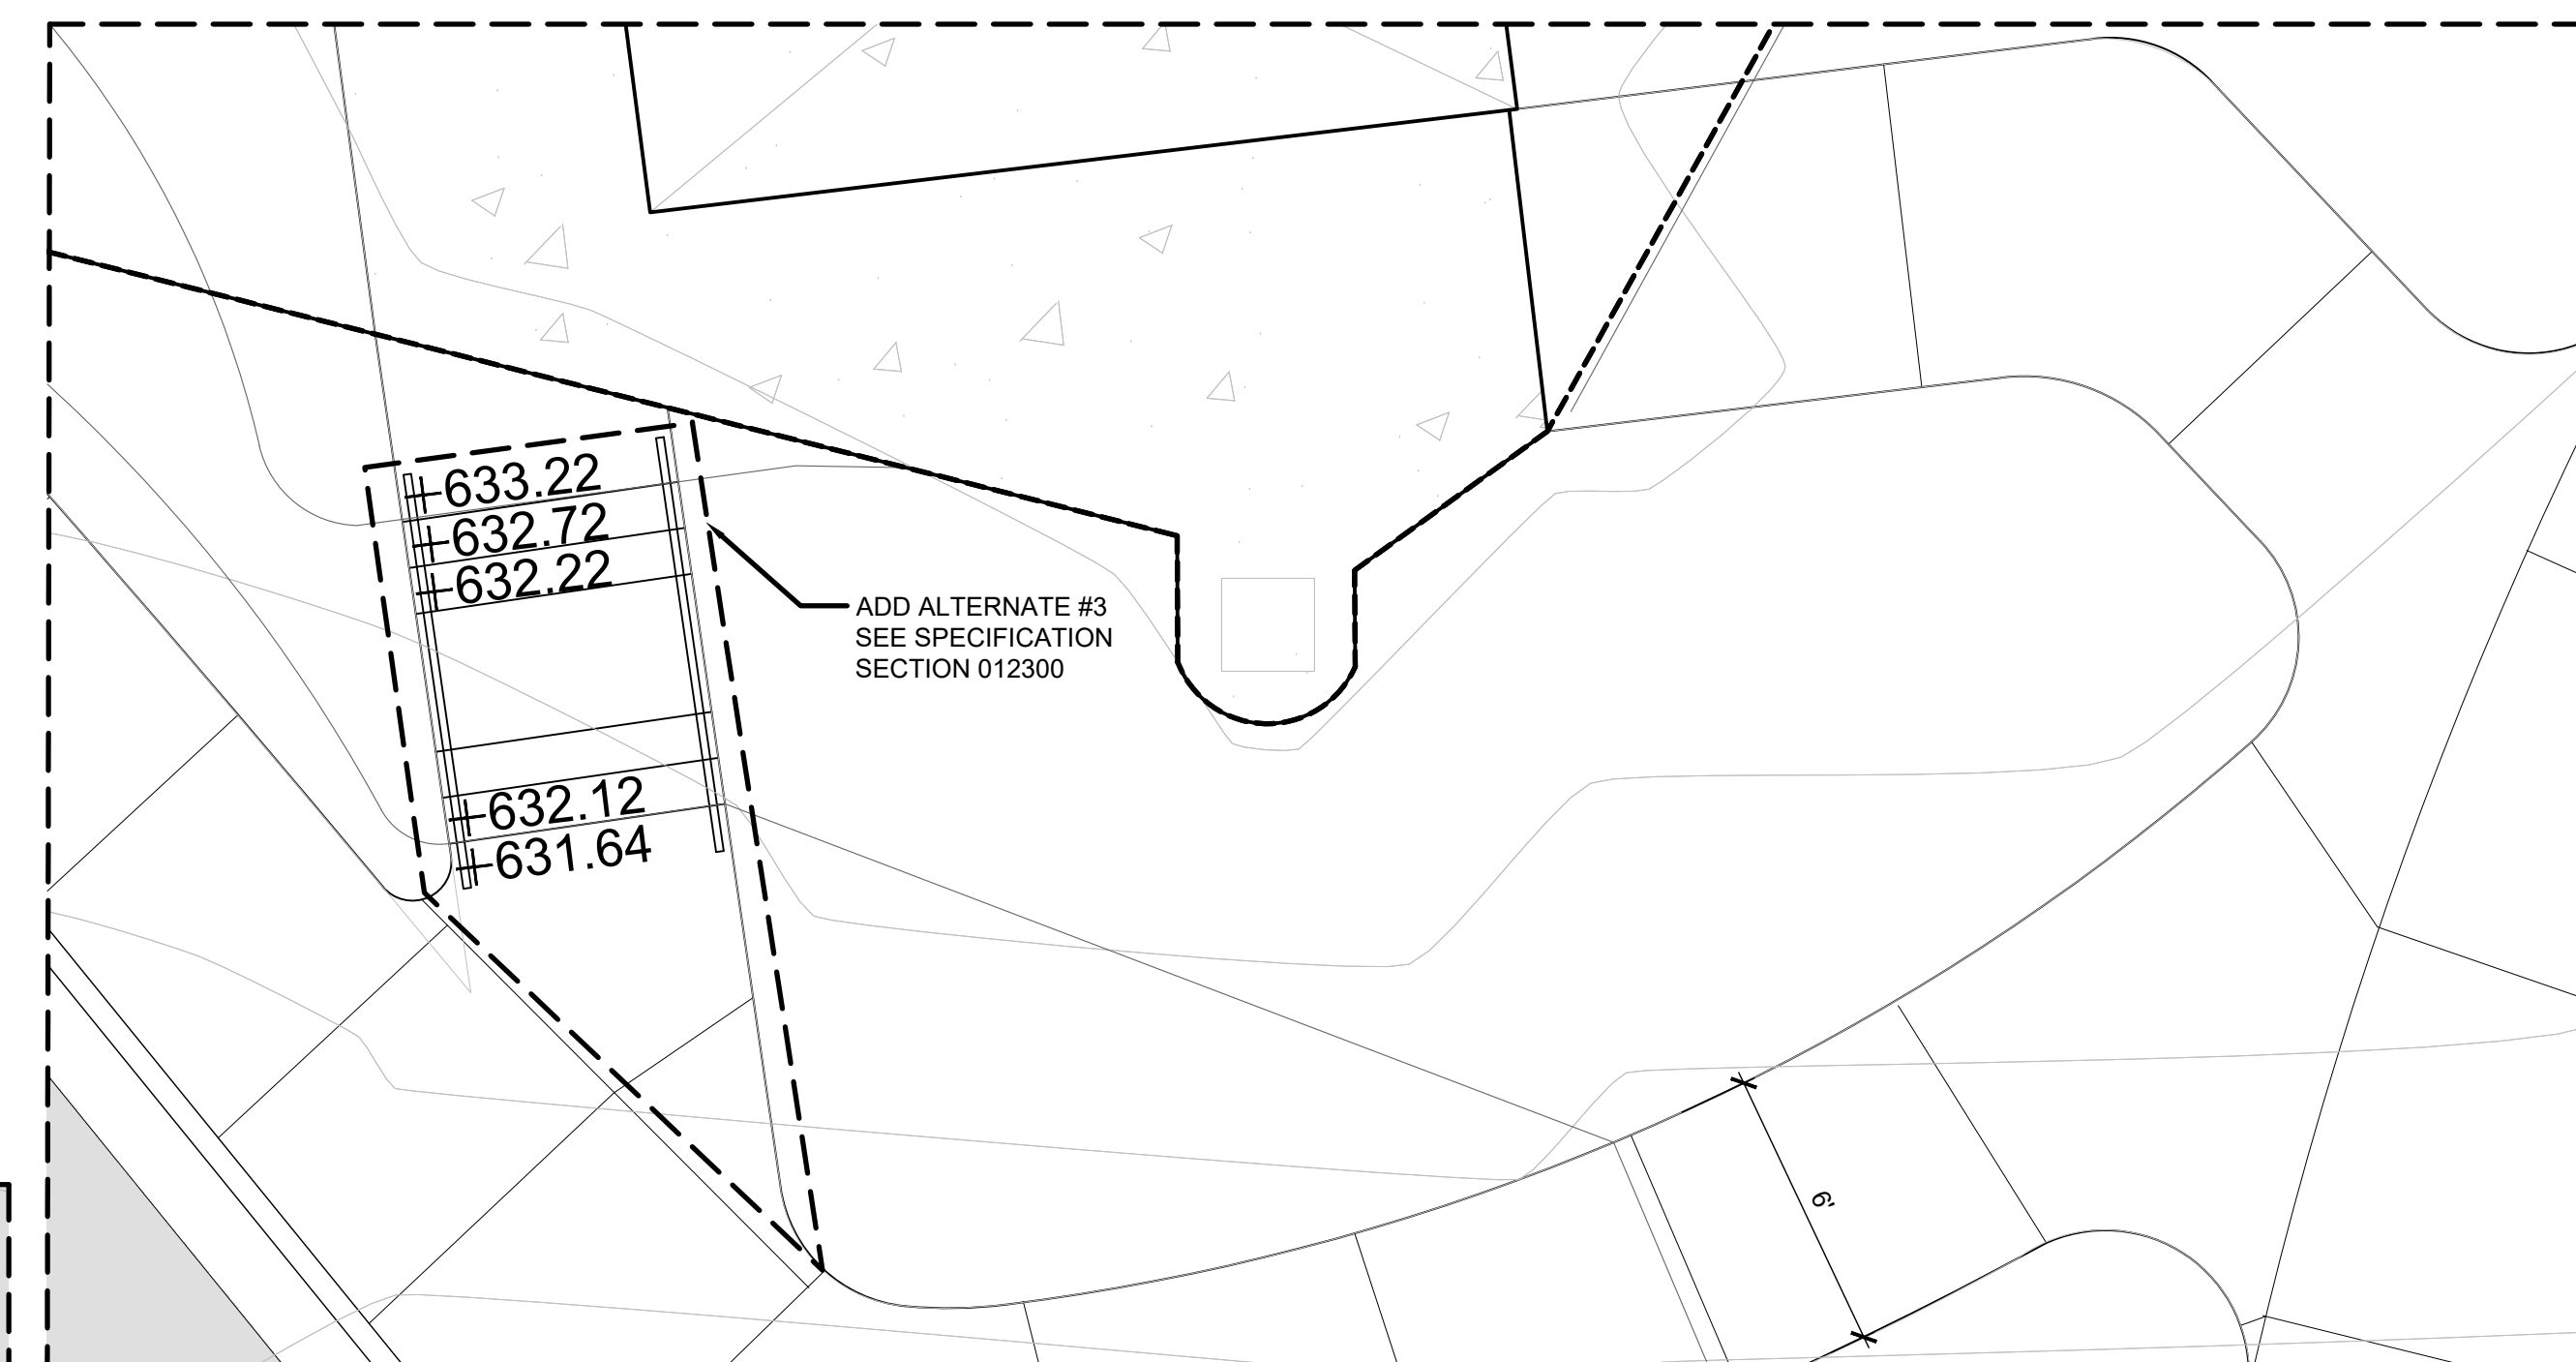 633.22
632.72
632.22
ADD ALTERNATE #3
SEE SPECIFICATION
SECTION 012300
632.12
631.64
6'